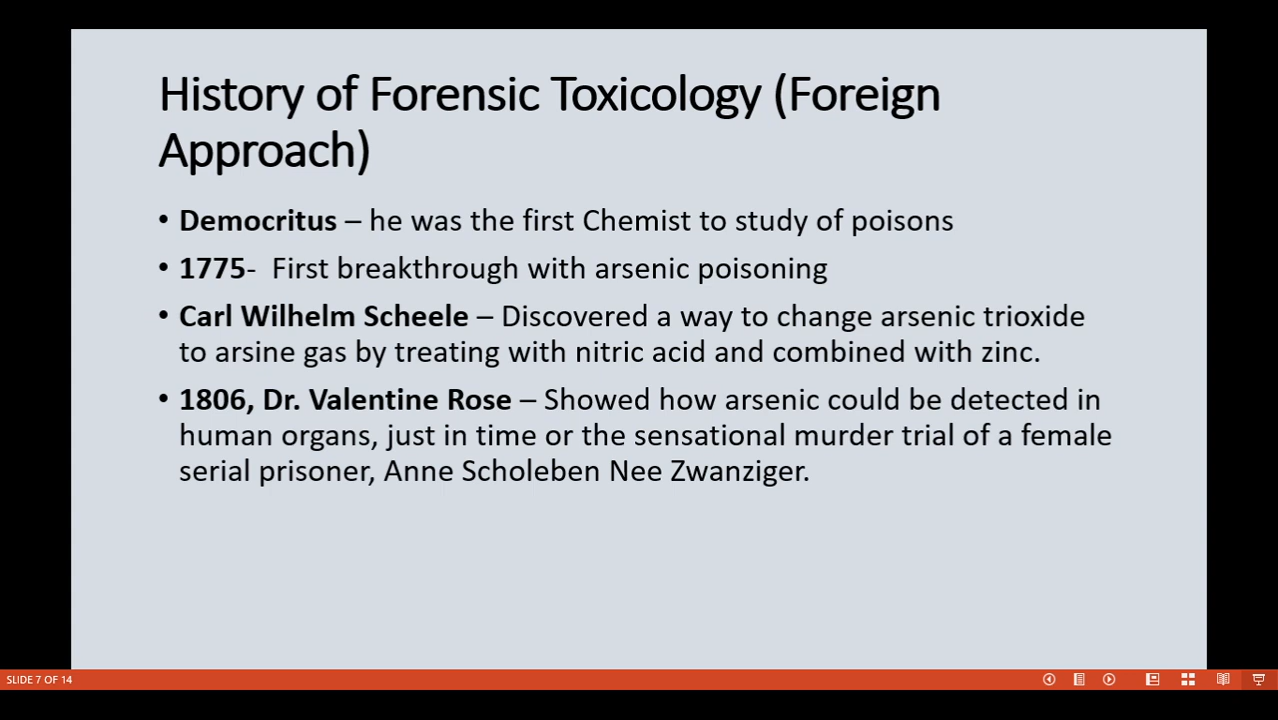 History of Forensic Toxicology (Foreign
Approach)
• Democritus – he was the first Chemist to study of poisons
• 1775- First breakthrough with arsenic poisoning
• Carl Wilhelm Scheele – Discovered a way to change arsenic trioxide
to arsine gas by treating with nitric acid and combined with zinc.
• 1806, Dr. Valentine Rose – Showed how arsenic could be detected in
human organs, just in time or the sensational murder trial of a female
serial prisoner, Anne Scholeben Nee Zwanziger.
SLIDE 7 OF 14